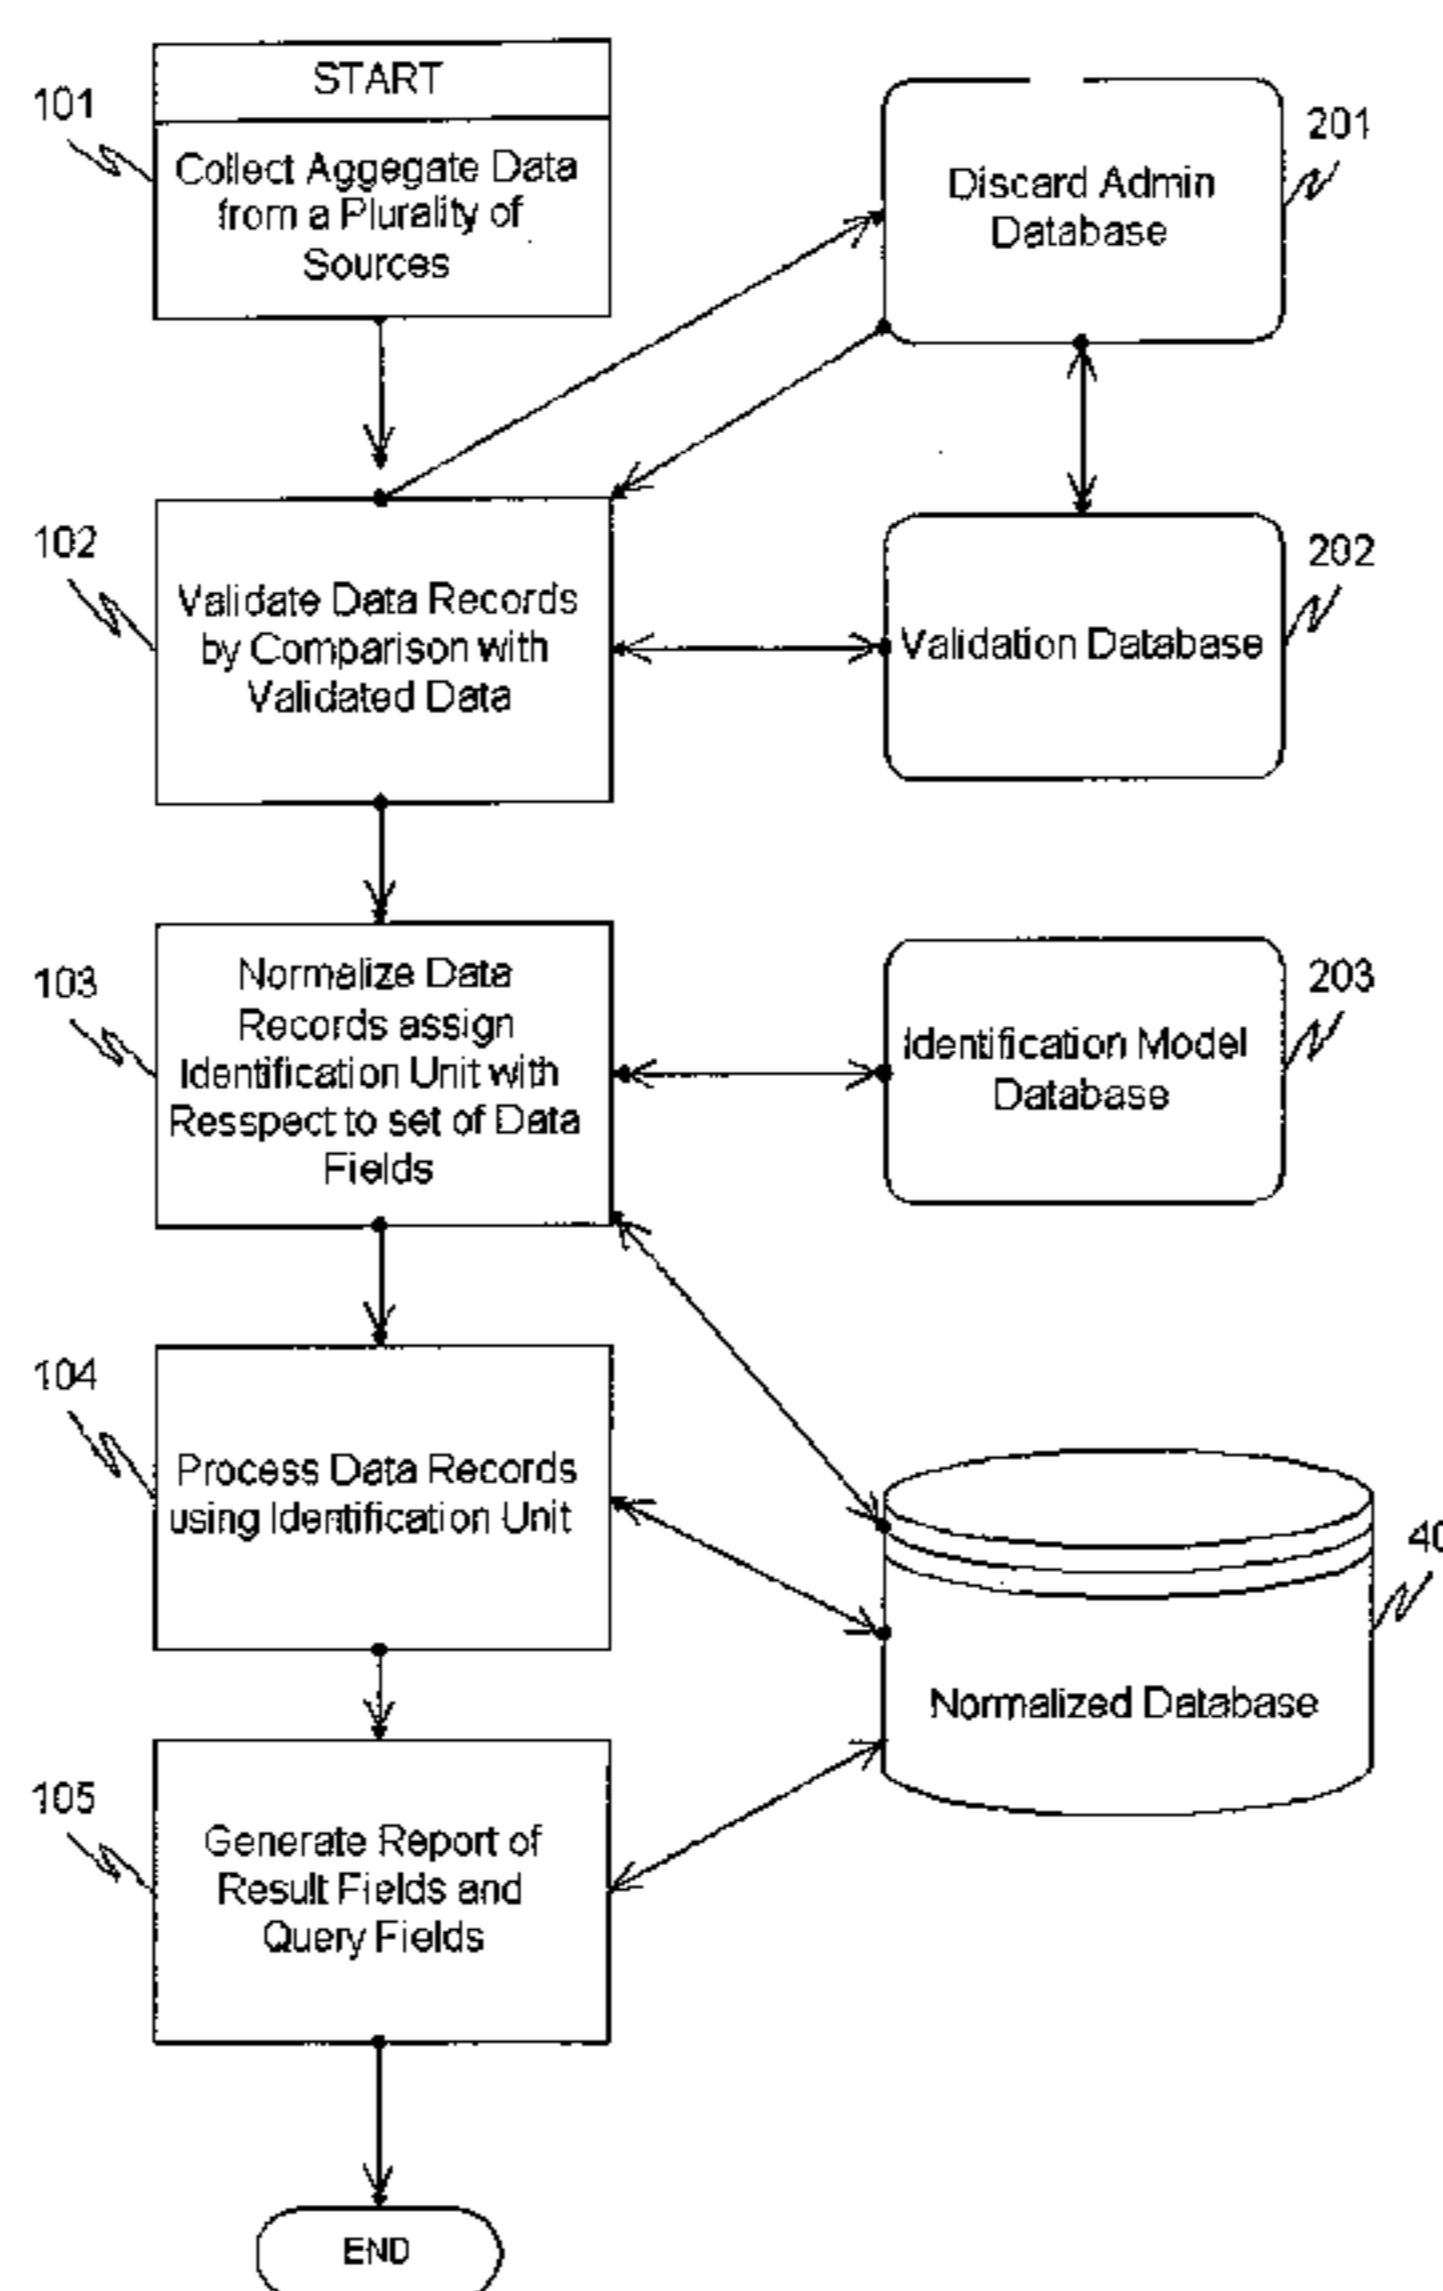 START
101
Collect Aggegate Data
from a Plurality of
Sources
Discard Admin
Database
201
102
Validate Data Records
by Comparison with
Validated Data
Validation Database
202
103
Normalize Data
Records assign
Identification Unit with
Resspect to set of Data
Fields
Identification Model
Database
203
104
Process Data Records
using Identification Unit
Normalized Database
105
Generate Report of
Result Fields and
Query Fields
END